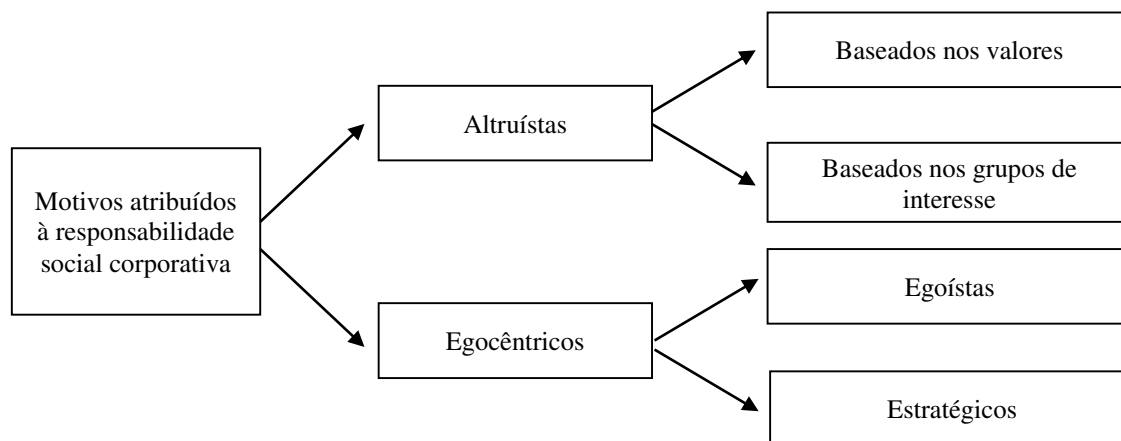 Motivos atribuídos
à responsabilidade
social corporativa
Altruístas
Egocêntricos
Baseados nos valores
Baseados nos grupos de
interesse
Egoístas
Estratégicos